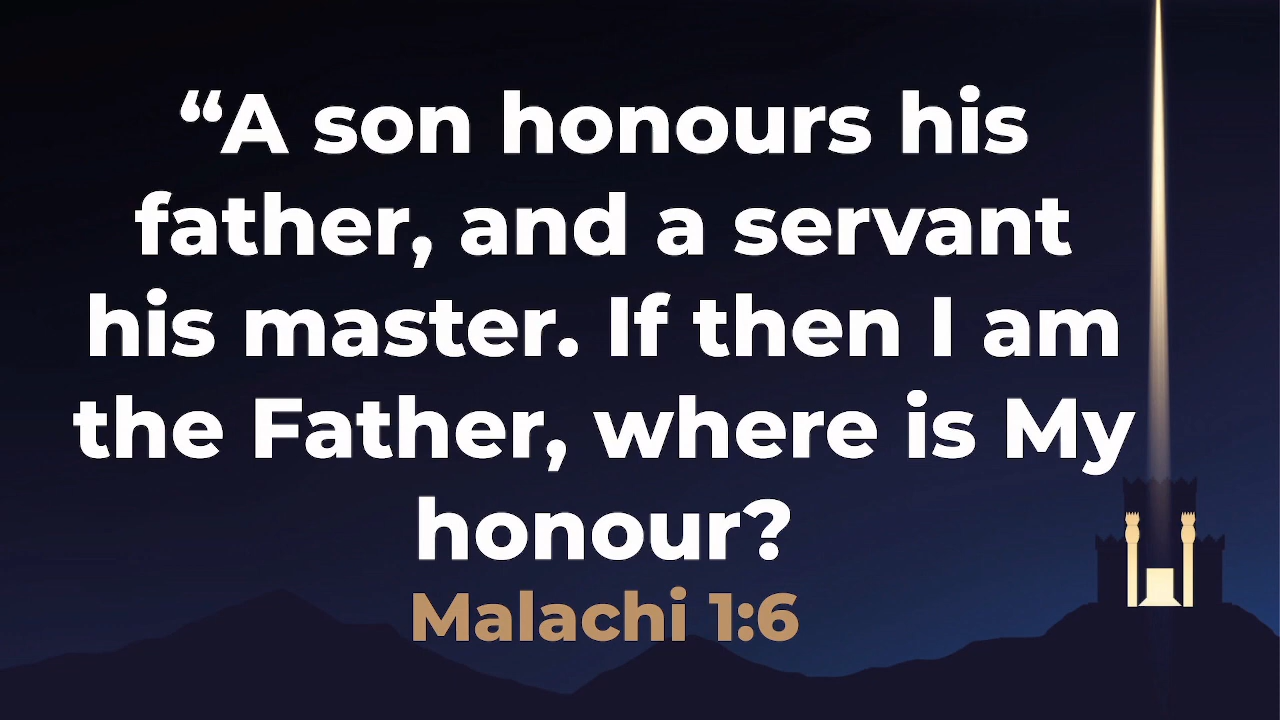 “A son honours his
father, and a servant
his master. If then I am
the Father, where is My
honour?
Malachi 1:6